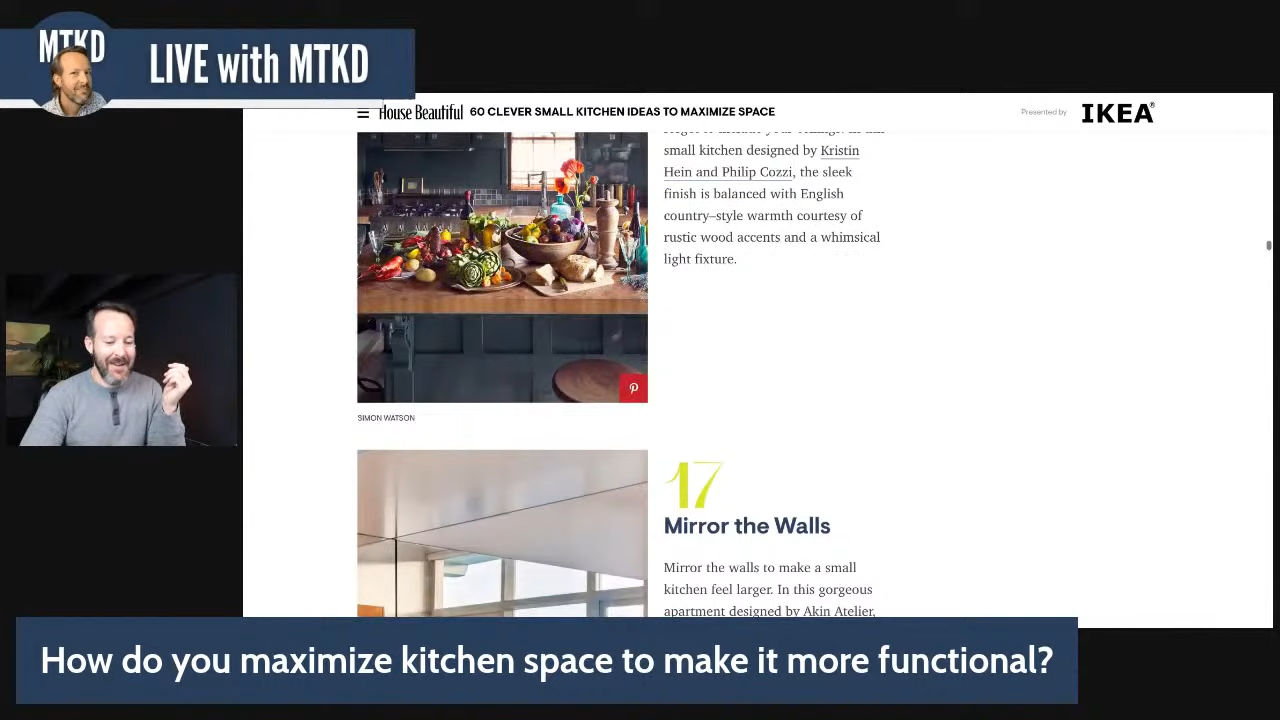 MTKD
LIVE with MTKD
House Beautiful 60 CLEVER SMALL KITCHEN IDEAS TO MAXIMIZE SPACE
Presented by IKEA®
small kitchen designed by Kristin
Hein and Philip Cozzi, the sleek
finish is balanced with English
country–style warmth courtesy of
rustic wood accents and a whimsical
light fixture.
SIMON WATSON
17
Mirror the Walls
Mirror the walls to make a small
kitchen feel larger. In this gorgeous
apartment designed by Akin Atelier,
How do you maximize kitchen space to make it more functional?